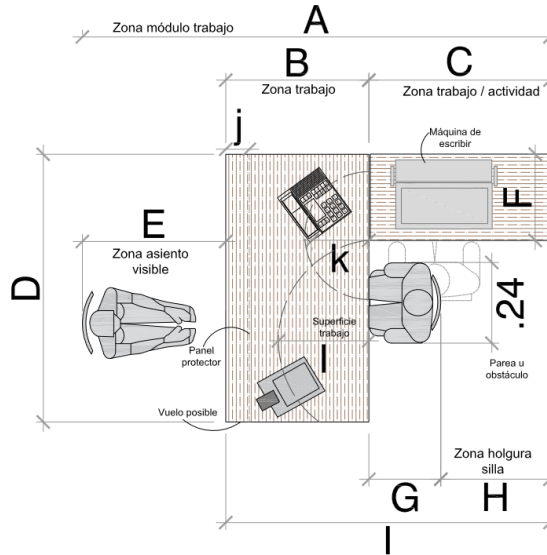 A
Zona módulo trabajo
B
C
Zona trabajo
Zona trabajo / actividad
j
Máquina de
escribir
F
E
k
Zona asiento
visible
D
.24
Superficie
trabajo
l
Panel
protector
Parea u
obstáculo
Vuelo posible
Zona holgura
silla
G
H
I